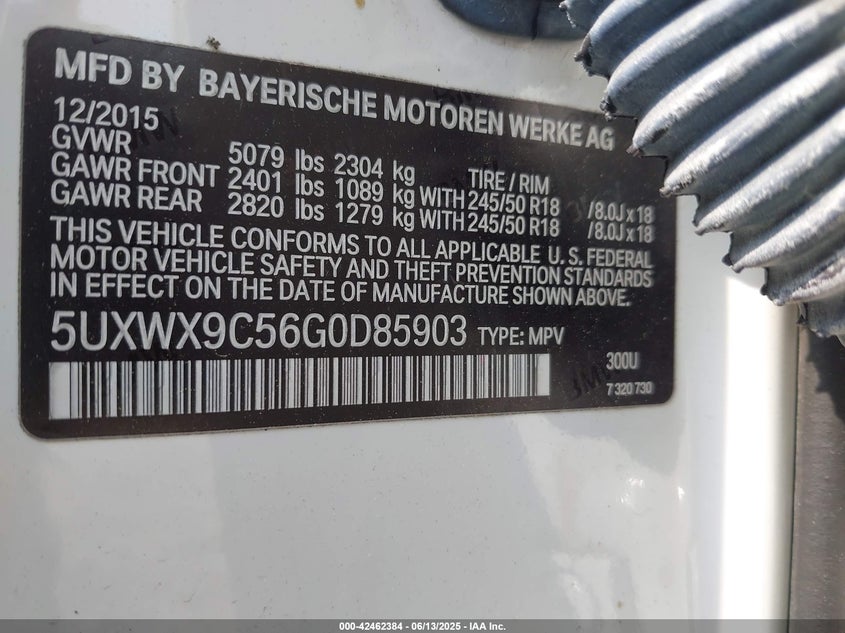 MFD BY BAYERISCHE MOTOREN WERKE AG
12/2015
GVWR 5079 lbs 2304 kg TIRE / RIM
GAWR FRONT 2401 lbs 1089 kg WITH 245/50 R18 /8.0J x 18
GAWR REAR 2820 lbs 1279 kg WITH 245/50 R18 /8.0J x 18
THIS VEHICLE CONFORMS TO ALL APPLICABLE U.S. FEDERAL
MOTOR VEHICLE SAFETY AND THEFT PREVENTION STANDARDS
IN EFFECT ON THE DATE OF MANUFACTURE SHOWN ABOVE.
5UXWX9C56G0D85903 TYPE: MPV
300U
7 320 730
000-42462384 - 06/13/2025 - IAA Inc.